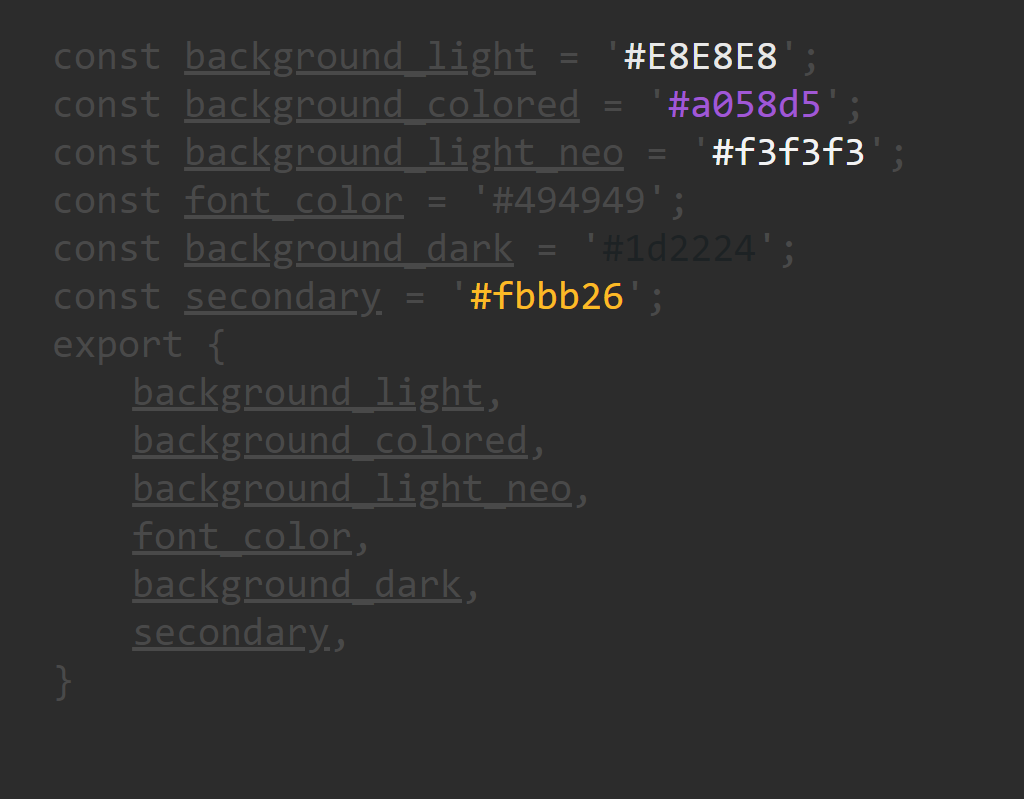 const background_light = '#E8E8E8';
const background_colored = '#a058d5';
const background_light_neo = '#f3f3f3';
const font_color = '#494949';
const background_dark = '#1d2224';
const secondary = '#fbbb26';
export {
    background_light,
    background_colored,
    background_light_neo,
    font_color,
    background_dark,
    secondary,
}